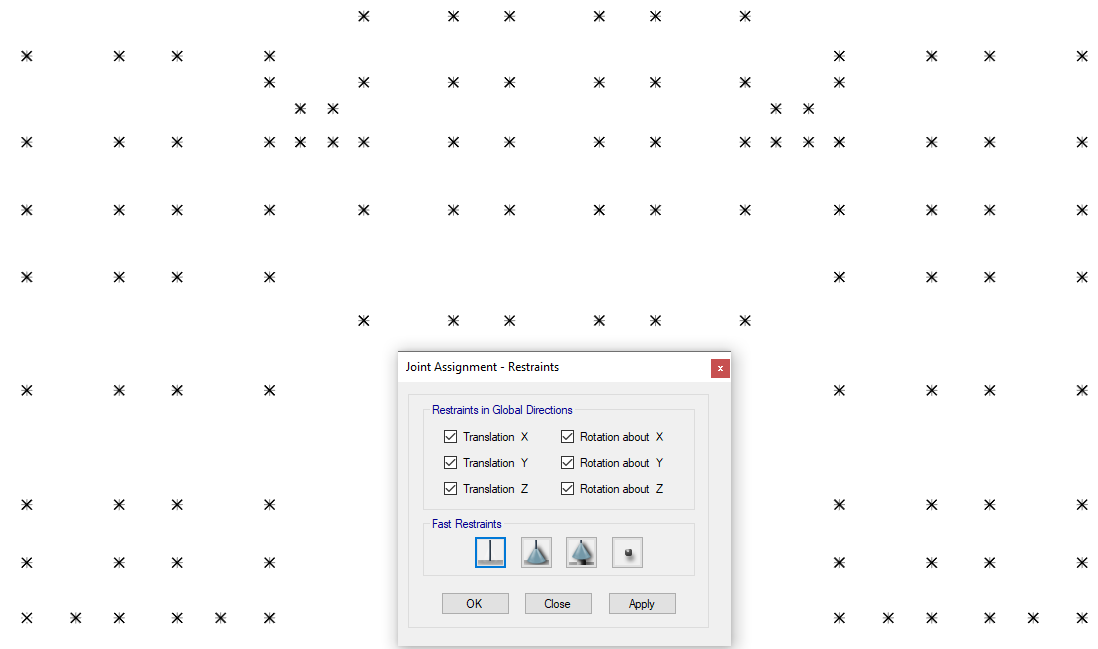 Joint Assignment - Restraints
x
Restraints in Global Directions
Translation X
Rotation about X
Translation Y
Rotation about Y
Translation Z
Rotation about Z
Fast Restraints
OK
Close
Apply